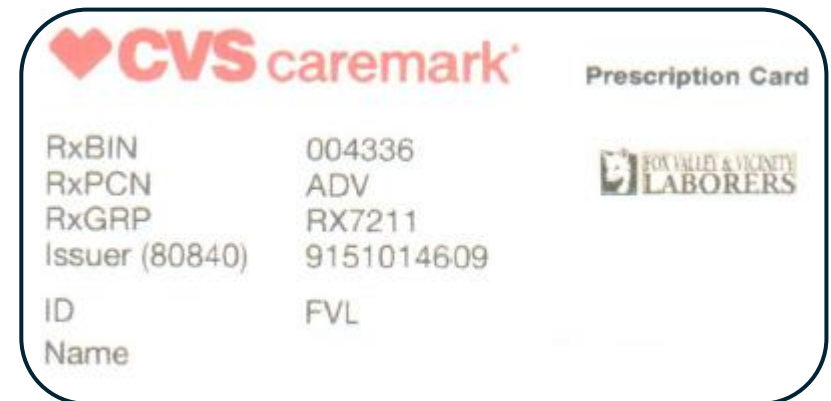 CVS caremark
Prescription Card
RxBIN 004336
RxPCN ADV
RxGRP RX7211
Issuer (80840) 9151014609
FOX VALLEY & VICINITY
LABORERS
ID FVL
Name